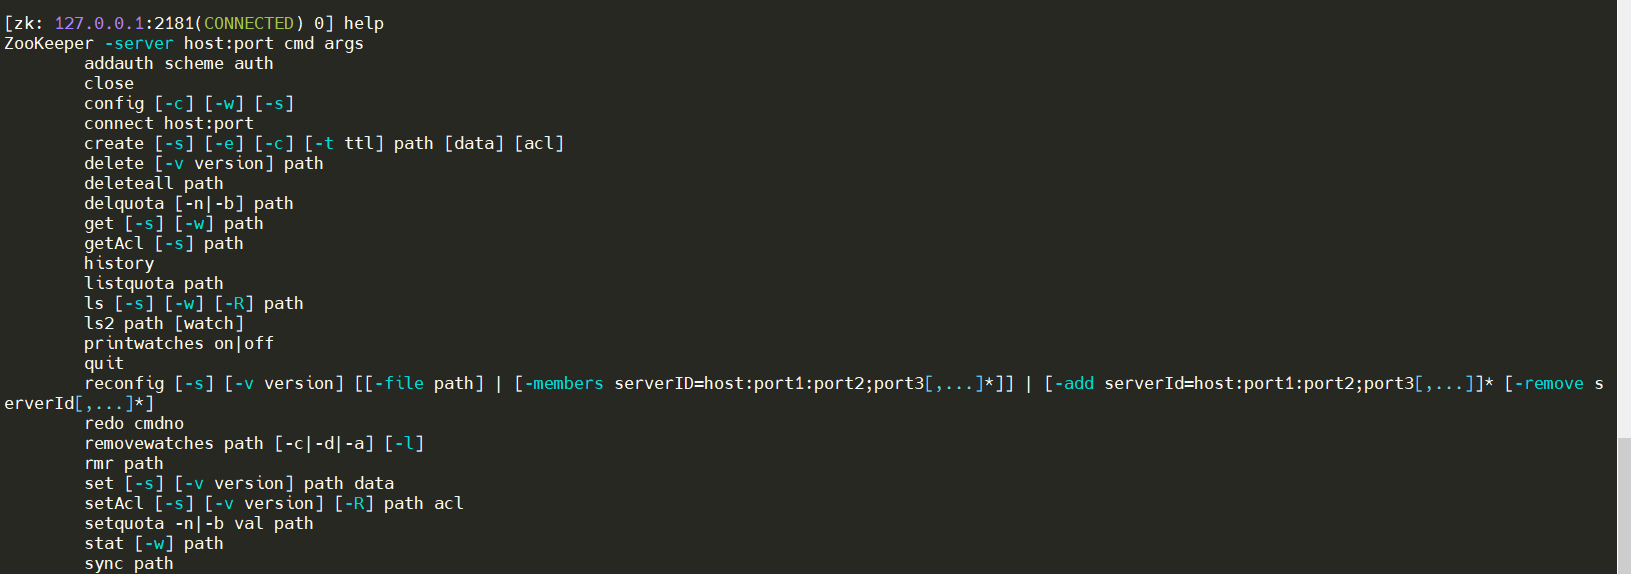 [zk: 127.0.0.1:2181(CONNECTED) 0] help
ZooKeeper -server host:port cmd args
addauth scheme auth
close
config [-c] [-w] [-s]
connect host:port
create [-s] [-e] [-c] [-t ttl] path [data] [acl]
delete [-v version] path
deleteall path
delquota [-n|-b] path
get [-s] [-w] path
getAcl [-s] path
history
listquota path
ls [-s] [-w] [-R] path
ls2 path [watch]
printwatches on|off
quit
reconfig [-s] [-v version] [[-file path] | [-members serverID=host:port1:port2;port3[,...]*]] | [-add serverId=host:port1:port2;port3[,...]]* [-remove s
erverId[,...]*]
redo cmdno
removewatches path [-c|-d|-a] [-l]
rmr path
set [-s] [-v version] path data
setAcl [-s] [-v version] [-R] path acl
setquota -n|-b val path
stat [-w] path
sync path